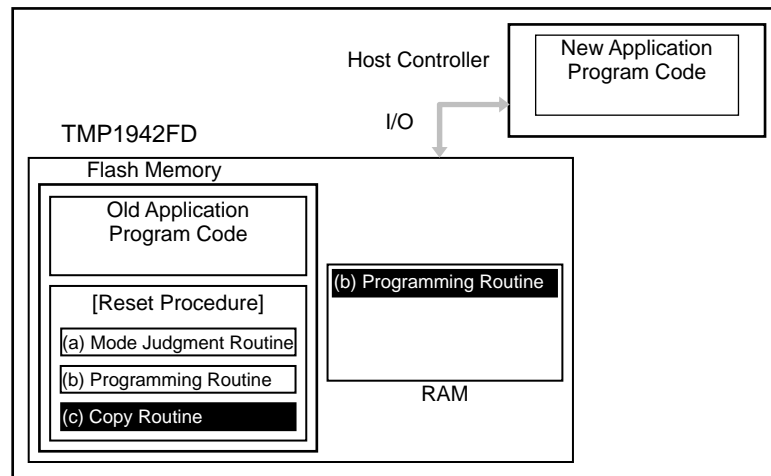 Host Controller
New Application
Program Code
I/O
TMP1942FD
Flash Memory
Old Application
Program Code
[Reset Procedure]
(a) Mode Judgment Routine
(b) Programming Routine
(c) Copy Routine
(b) Programming Routine
RAM